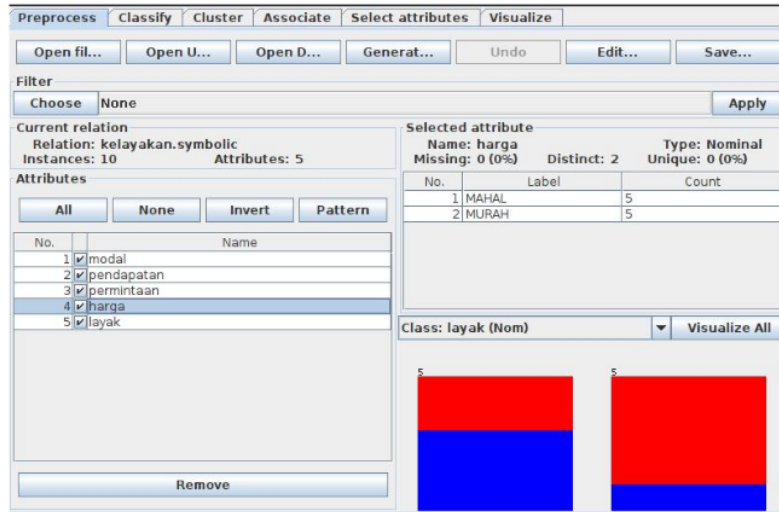 Preprocess Classify Cluster Associate Select attributes Visualize
Open fil... Open U... Open D... Generat... Undo Edit... Save...
Filter
Choose None Apply
Current relation
Relation: kelayakan.symbolic
Instances: 10 Attributes: 5
Attributes
All None Invert Pattern
No. Name
1 modal
2 pendapatan
3 permintaan
4 harga
5 layak
Remove
Selected attribute
Name: harga Type: Nominal
Missing: 0 (0%) Distinct: 2 Unique: 0 (0%)
No. Label Count
1 MAHAL 5
2 MURAH 5
Class: layak (Nom) Visualize All
5 5